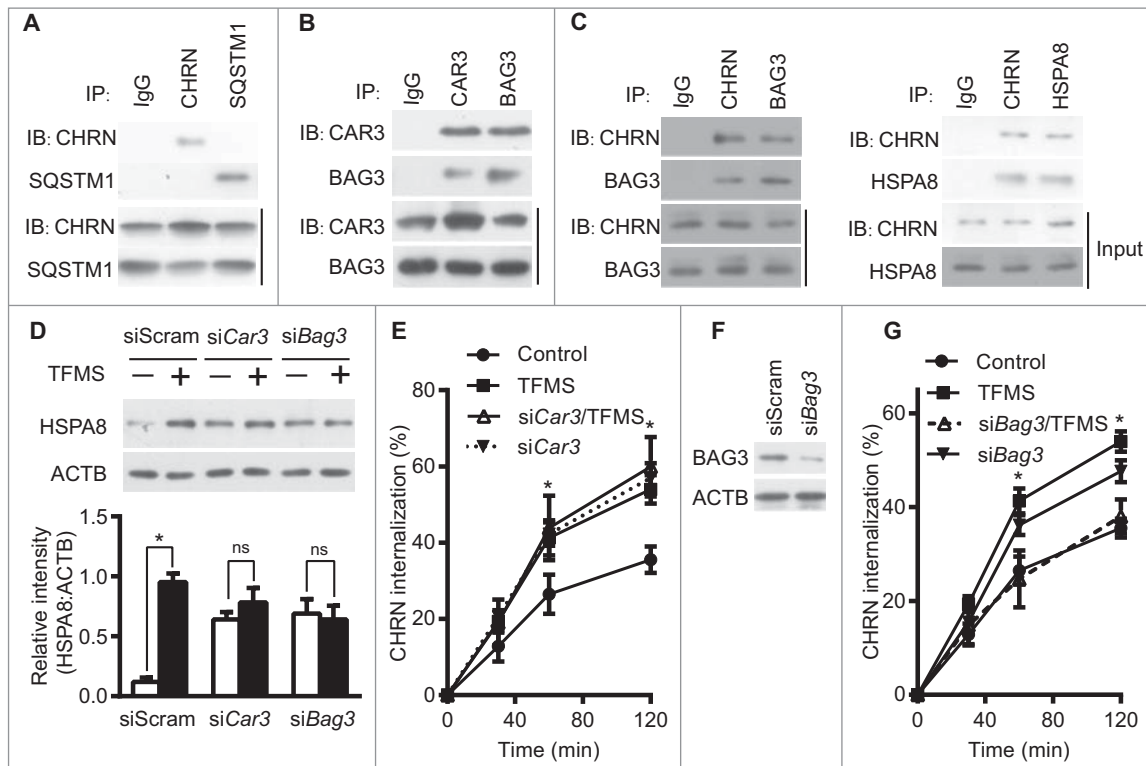 A
IP:
IgG
CHRN
SQSTM1
IB: CHRN
SQSTM1
IB: CHRN
SQSTM1
B
IP:
IgG
CAR3
BAG3
IB: CAR3
BAG3
IB: CAR3
BAG3
C
IP:
IgG
CHRN
BAG3
IB: CHRN
BAG3
IB: CHRN
BAG3
IP:
IgG
CHRN
HSPA8
IB: CHRN
HSPA8
IB: CHRN
HSPA8
Input
D
siScram siCar3 siBag3
TFMS — + — + — +
HSPA8
ACTB
Relative intensity
(HSPA8:ACTB)
1.5
1.0
0.5
0.0
* ns ns
siScram siCar3 siBag3
E
Control
TFMS
siCar3/TFMS
siCar3
CHRN internalization (%)
80
60
40
20
0
* *
0 40 80 120
Time (min)
F
siScram
siBag3
BAG3
ACTB
G
Control
TFMS
siBag3/TFMS
siBag3
CHRN internalization (%)
60
40
20
0
* *
0 40 80 120
Time (min)